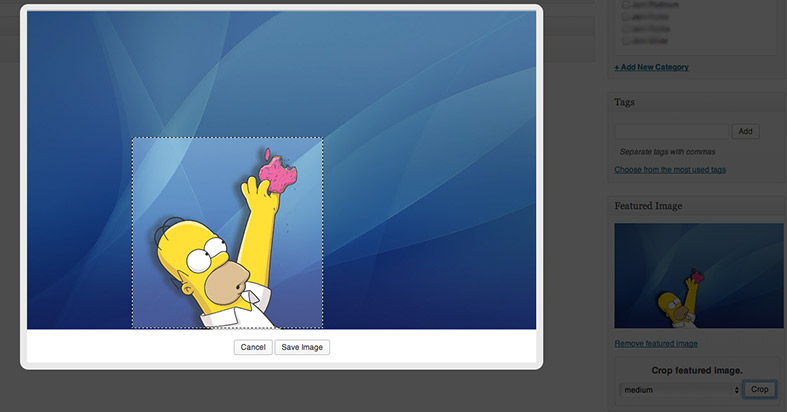 + Add New Category
Tags
Add
Separate tags with commas
Choose from the most used tags
Featured Image
Remove featured image
Crop featured image.
medium
Crop
Cancel
Save Image